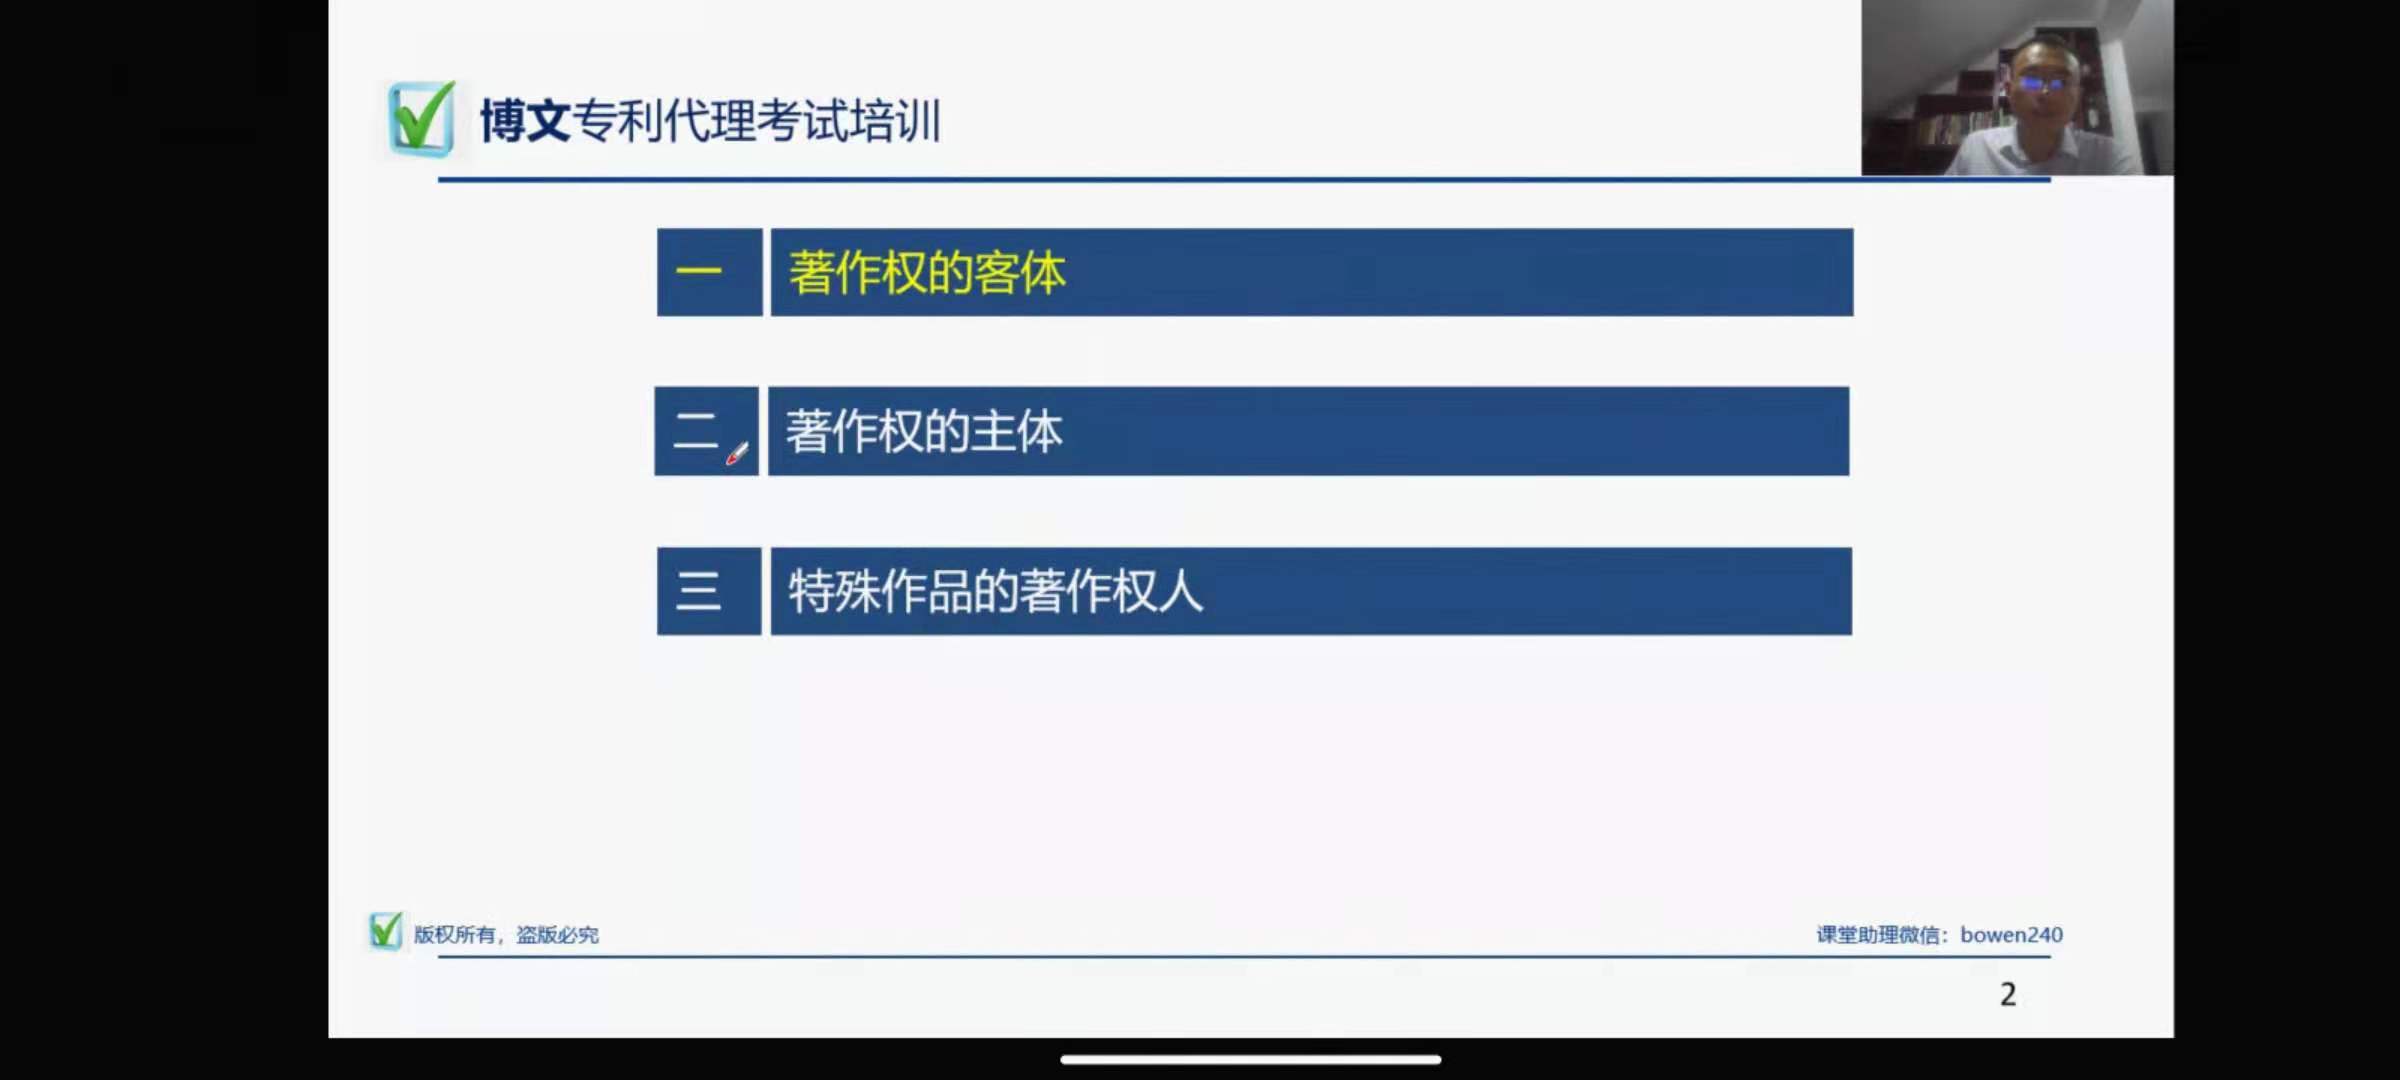 博文专利代理考试培训
一 著作权的客体
二 著作权的主体
三 特殊作品的著作权人
版权所有，盗版必究
课堂助理微信：bowen240
2